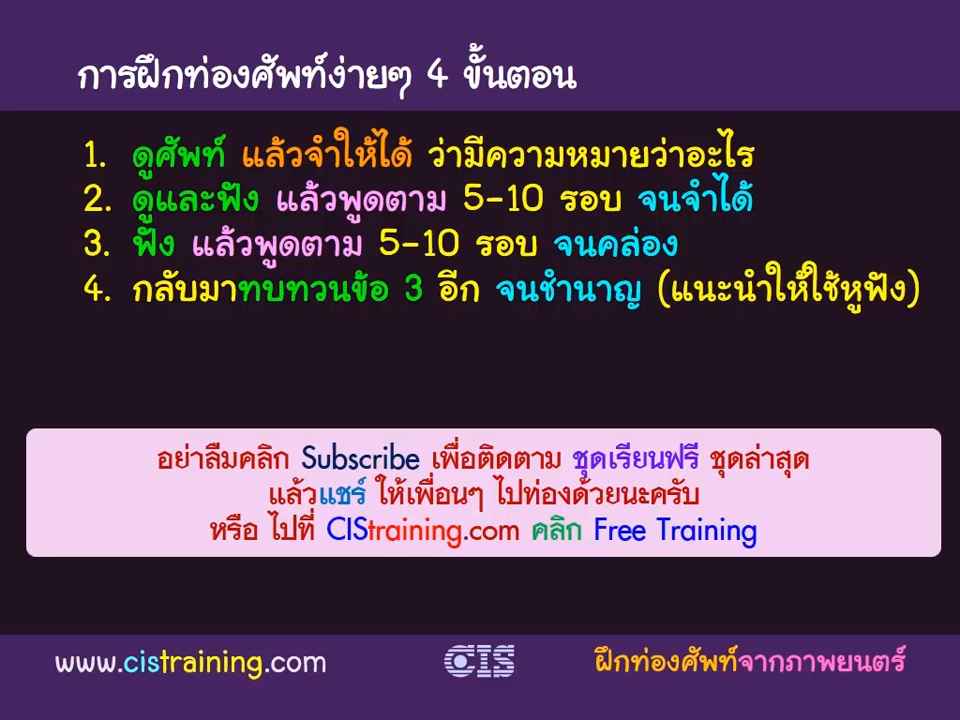 การฝึกท่องศัพท์ง่ายๆ 4 ขั้นตอน
1. ดูศัพท์ แล้วจำให้ได้ ว่ามีความหมายว่าอะไร
2. ดูและฟัง แล้วพูดตาม 5-10 รอบ จนจำได้
3. ฟัง แล้วพูดตาม 5-10 รอบ จนคล่อง
4. กลับมาทบทวนข้อ 3 อีก จนชำนาญ (แนะนำให้ใช้หูฟัง)
อย่าลืมคลิก Subscribe เพื่อติดตาม ชุดเรียนฟรี ชุดล่าสุด
แล้วแชร์ ให้เพื่อนๆ ไปท่องด้วยนะครับ
หรือ ไปที่ CIStraining.com คลิก Free Training
www.cistraining.com CIS ฝึกท่องศัพท์จากภาพยนตร์